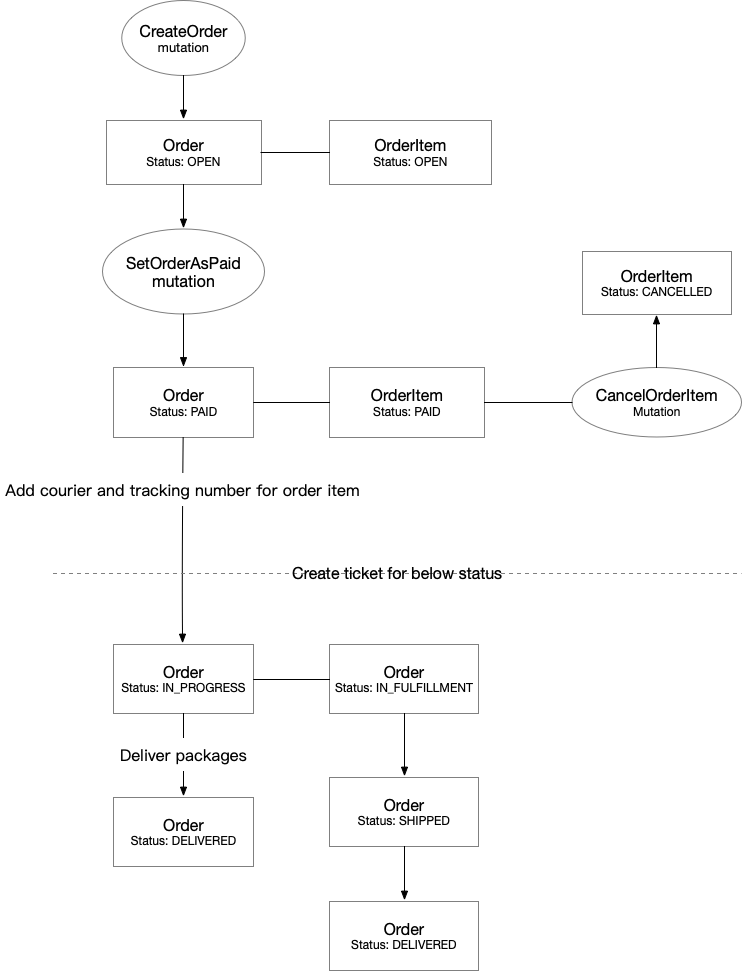 CreateOrder
mutation
Order
Status: OPEN
OrderItem
Status: OPEN
SetOrderAsPaid
mutation
OrderItem
Status: CANCELLED
Order
Status: PAID
OrderItem
Status: PAID
CancelOrderItem
Mutation
Add courier and tracking number for order item
Create ticket for below status
Order
Status: IN_PROGRESS
Order
Status: IN_FULFILLMENT
Deliver packages
Order
Status: DELIVERED
Order
Status: SHIPPED
Order
Status: DELIVERED